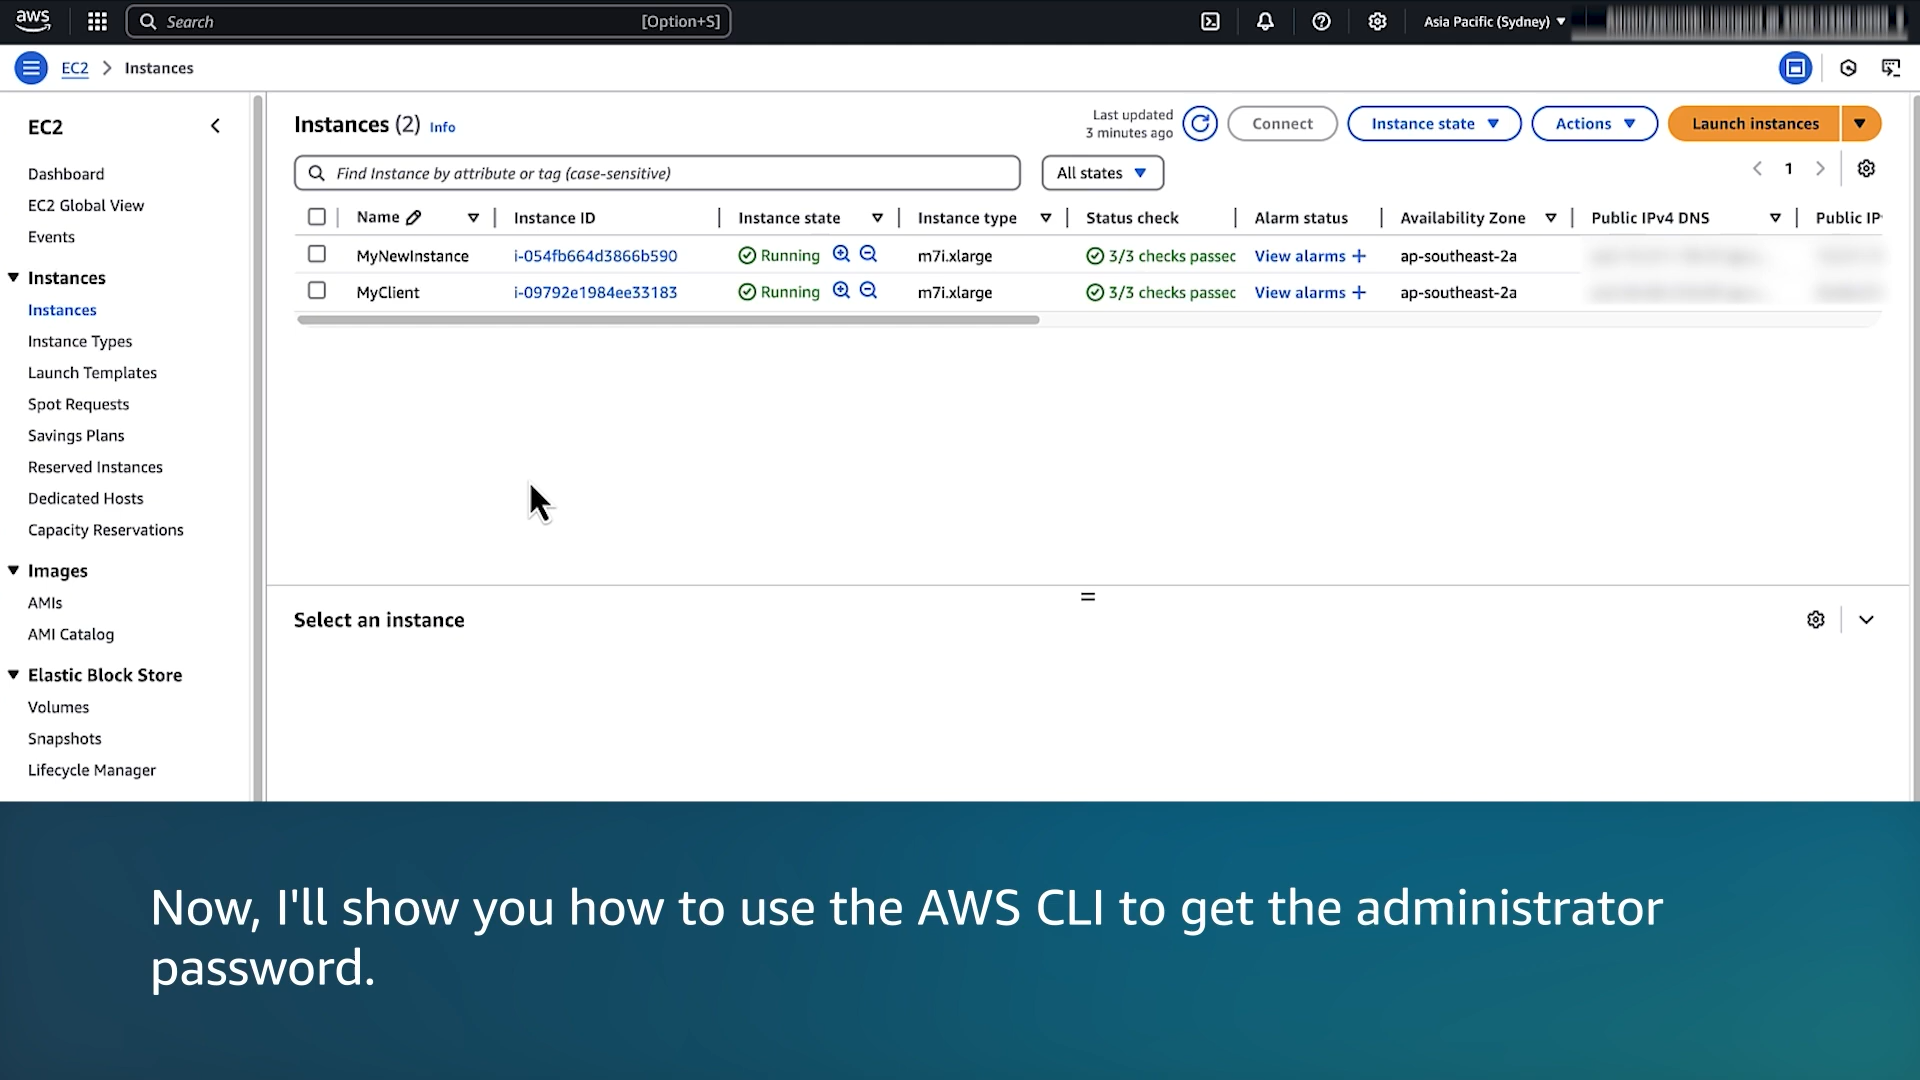 aws
Search [Option+S]
Asia Pacific (Sydney)
EC2 Instances
EC2
Dashboard
EC2 Global View
Events
Instances
Instances
Instance Types
Launch Templates
Spot Requests
Savings Plans
Reserved Instances
Dedicated Hosts
Capacity Reservations
Images
AMIs
AMI Catalog
Elastic Block Store
Volumes
Snapshots
Lifecycle Manager
Instances (2) Info
Last updated
3 minutes ago
Connect Instance state Actions Launch instances
Find Instance by attribute or tag (case-sensitive) All states 1
Name Instance ID Instance state Instance type Status check Alarm status Availability Zone Public IPv4 DNS Public IP
MyNewInstance i-054fb664d3866b590 Running m7i.xlarge 3/3 checks passec View alarms + ap-southeast-2a
MyClient i-09792e1984ee33183 Running m7i.xlarge 3/3 checks passec View alarms + ap-southeast-2a
Select an instance
Now, I'll show you how to use the AWS CLI to get the administrator
password.